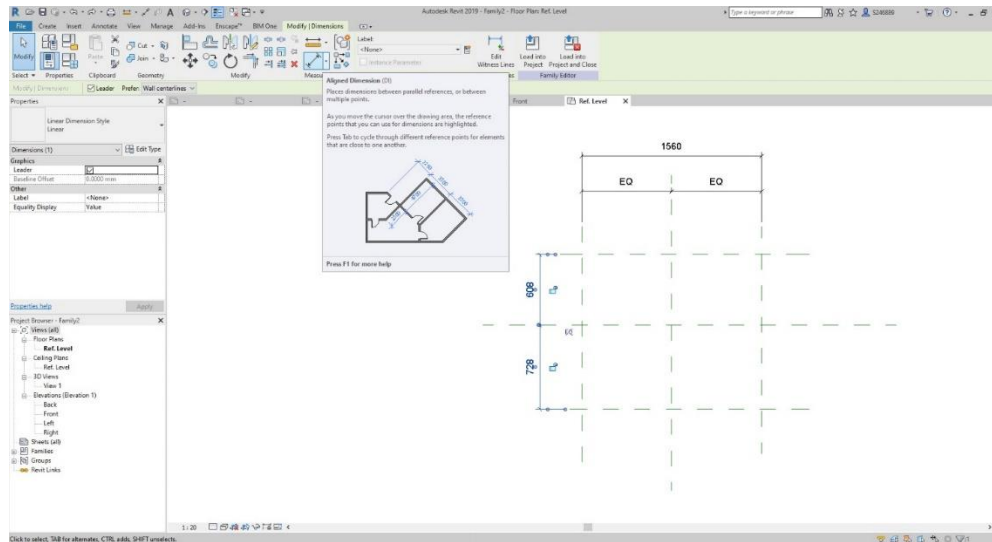 Autodesk Revit 2019 - Family2 - Floor Plan: Ref. Level
Type a keyword or phrase
File Create Insert Annotate View Manage Add-Ins Enscape™ BIM One Modify | Dimensions
Modify
Paste
Cut
Join
Label:
<None>
Instance Parameter
Edit Witness Lines
Load into Project
Load into Project and Close
Select Properties Clipboard Geometry Modify Family Editor
Modify | Dimensions Leader Prefer: Wall centerlines
Properties
Front
Ref. Level
Linear Dimension Style
Linear
Dimensions (1) Edit Type
Graphics
Leader
Baseline Offset 0.0000 mm
Other
Label <None>
Equality Display Value
Properties help Apply
Project Browser - Family2
Views (all)
Floor Plans
Ref. Level
Ceiling Plans
Ref. Level
3D Views
View 1
Elevations (Elevation 1)
Back
Front
Left
Right
Sheets (all)
Families
Groups
Revit Links
Aligned Dimension (DI)
Places dimensions between parallel references, or between
multiple points.
As you move the cursor over the drawing area, the reference
points that you can use for dimensions are highlighted.
Press Tab to cycle through different reference points for elements
that are close to one another.
Press F1 for more help
1560
EQ EQ
608
728
1:20
Click to select, TAB for alternates, CTRL adds, SHIFT unselects.